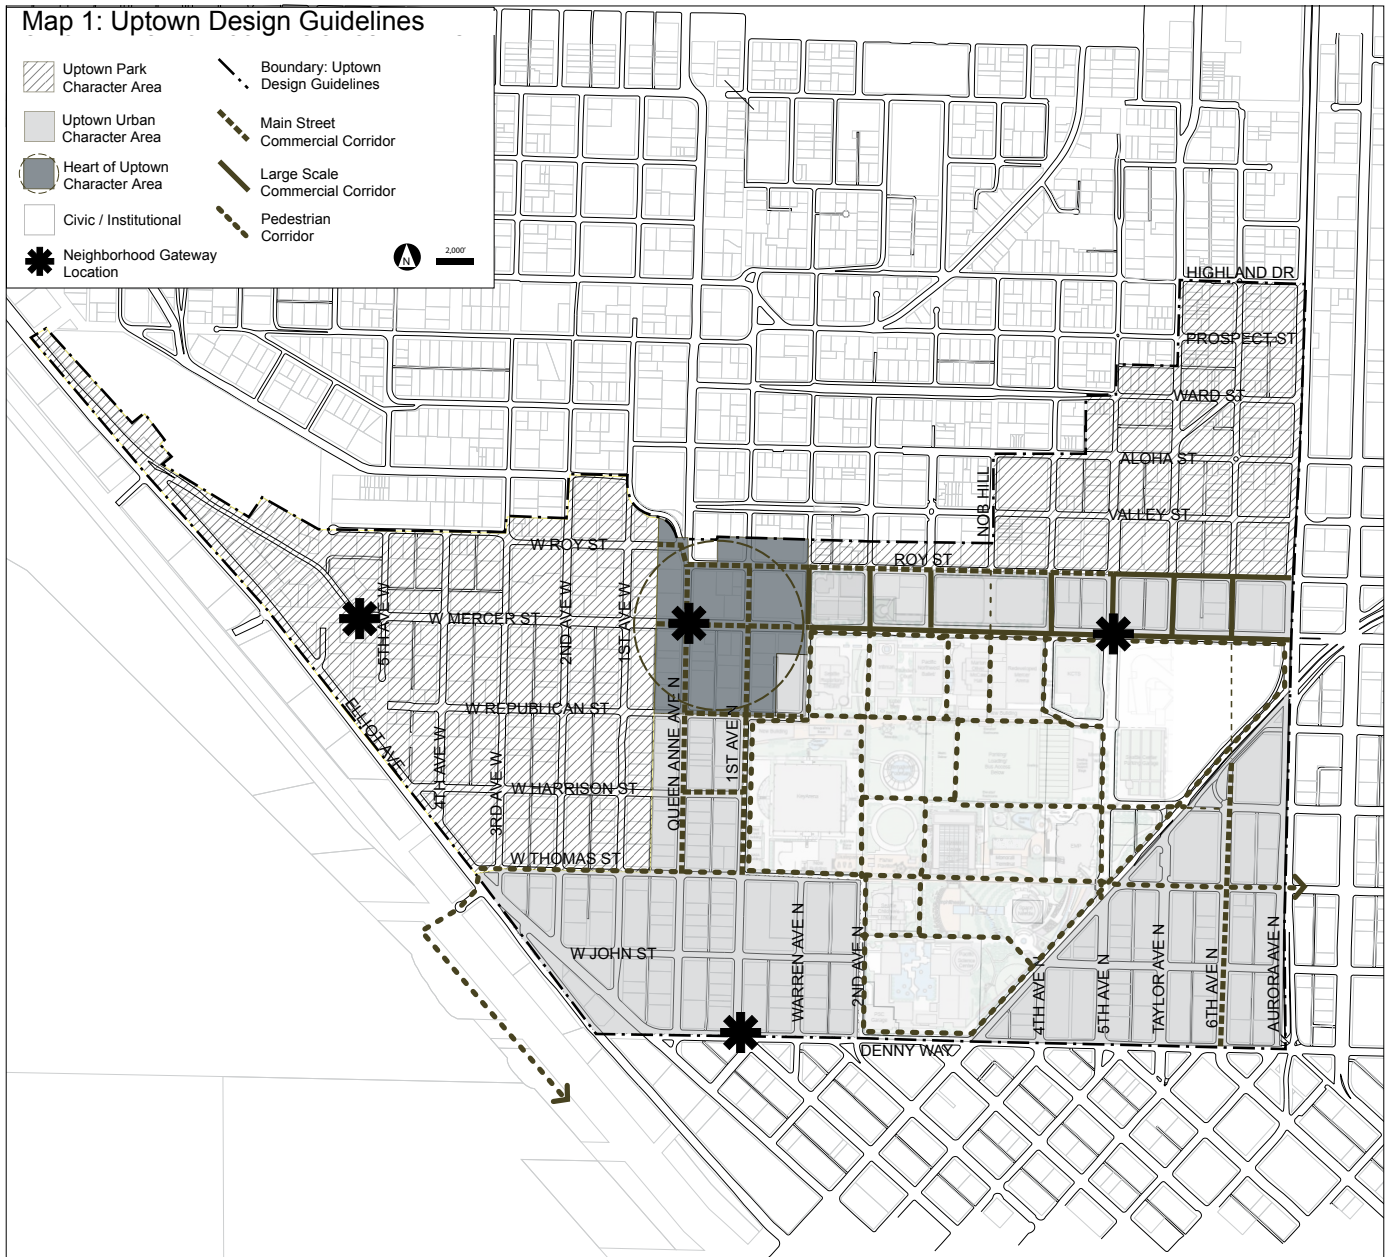 Map 1: Uptown Design Guidelines
Uptown Park
Character Area
Uptown Urban
Character Area
Heart of Uptown
Character Area
Civic / Institutional
Neighborhood Gateway
Location
Boundary: Uptown
Design Guidelines
Main Street
Commercial Corridor
Large Scale
Commercial Corridor
Pedestrian
Corridor
N
2,000'
HIGHLAND DR
PROSPECT ST
WARD ST
ALOHA ST
NOB HILL
VALLEY ST
W ROY ST
ROY ST
5TH AVE W
2ND AVE W
1ST AVE W
W MERCER ST
W REPUBLICAN ST
QUEEN ANNE AVE N
1ST AVE N
ELLIOT AVE
4TH AVE W
3RD AVE W
W HARRISON ST
W THOMAS ST
W JOHN ST
WARREN AVE N
2ND AVE N
4TH AVE N
5TH AVE N
TAYLOR AVE N
6TH AVE N
AURORA AVE N
DENNY WAY